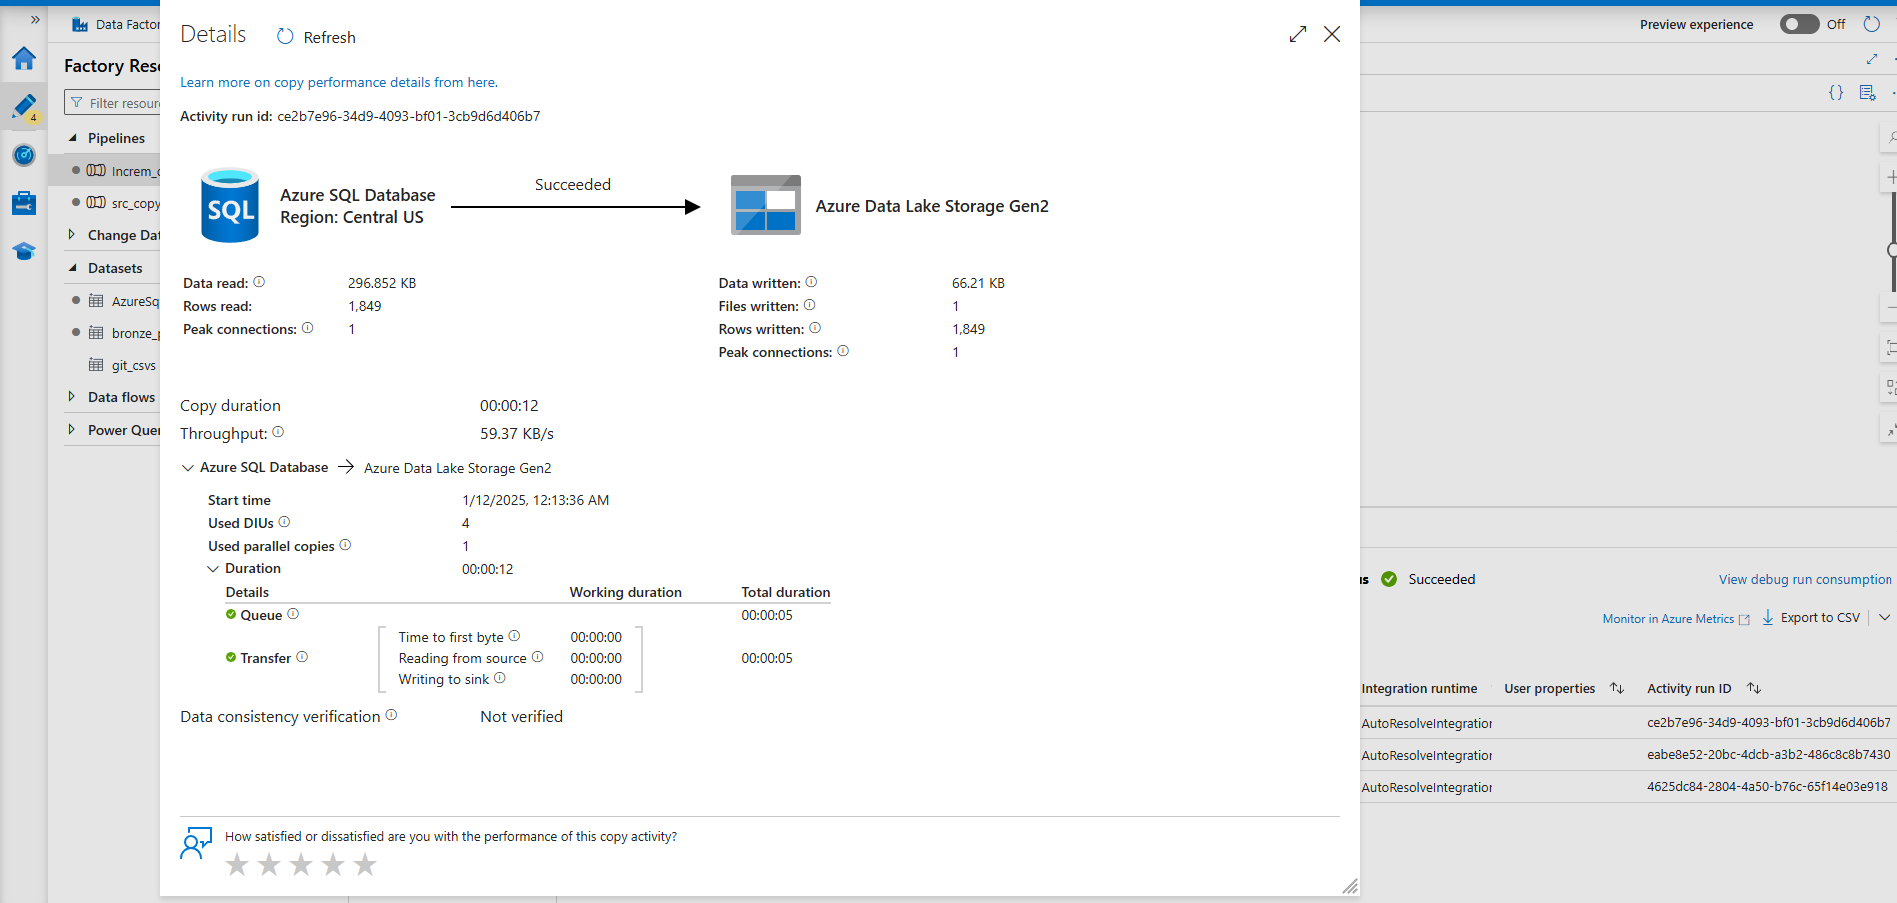 Data Factor
Preview experience
Off
Factory Res
Filter resour
4
Pipelines
Increm_c
src_copy
Change Dat
Datasets
AzureSq
bronze_p
git_csvs
Data flows
Power Quer
Details
Refresh
Learn more on copy performance details from here.
Activity run id: ce2b7e96-34d9-4093-bf01-3cb9d6d406b7
SQL
Azure SQL Database
Region: Central US
Succeeded
Azure Data Lake Storage Gen2
Data read: 296.852 KB
Rows read: 1,849
Peak connections: 1
Data written: 66.21 KB
Files written: 1
Rows written: 1,849
Peak connections: 1
Copy duration 00:00:12
Throughput: 59.37 KB/s
Azure SQL Database → Azure Data Lake Storage Gen2
Start time 1/12/2025, 12:13:36 AM
Used DIUs 4
Used parallel copies 1
Duration 00:00:12
Details Working duration Total duration
Queue 00:00:05
Time to first byte 00:00:00
Transfer Reading from source 00:00:00 00:00:05
Writing to sink 00:00:00
Data consistency verification Not verified
How satisfied or dissatisfied are you with the performance of this copy activity?
{}
us Succeeded
View debug run consumption
Monitor in Azure Metrics Export to CSV
Integration runtime User properties Activity run ID
AutoResolveIntegration ce2b7e96-34d9-4093-bf01-3cb9d6d406b7
AutoResolveIntegration eabe8e52-20bc-4dcb-a3b2-486c8c8b7430
AutoResolveIntegration 4625dc84-2804-4a50-b76c-65f14e03e918